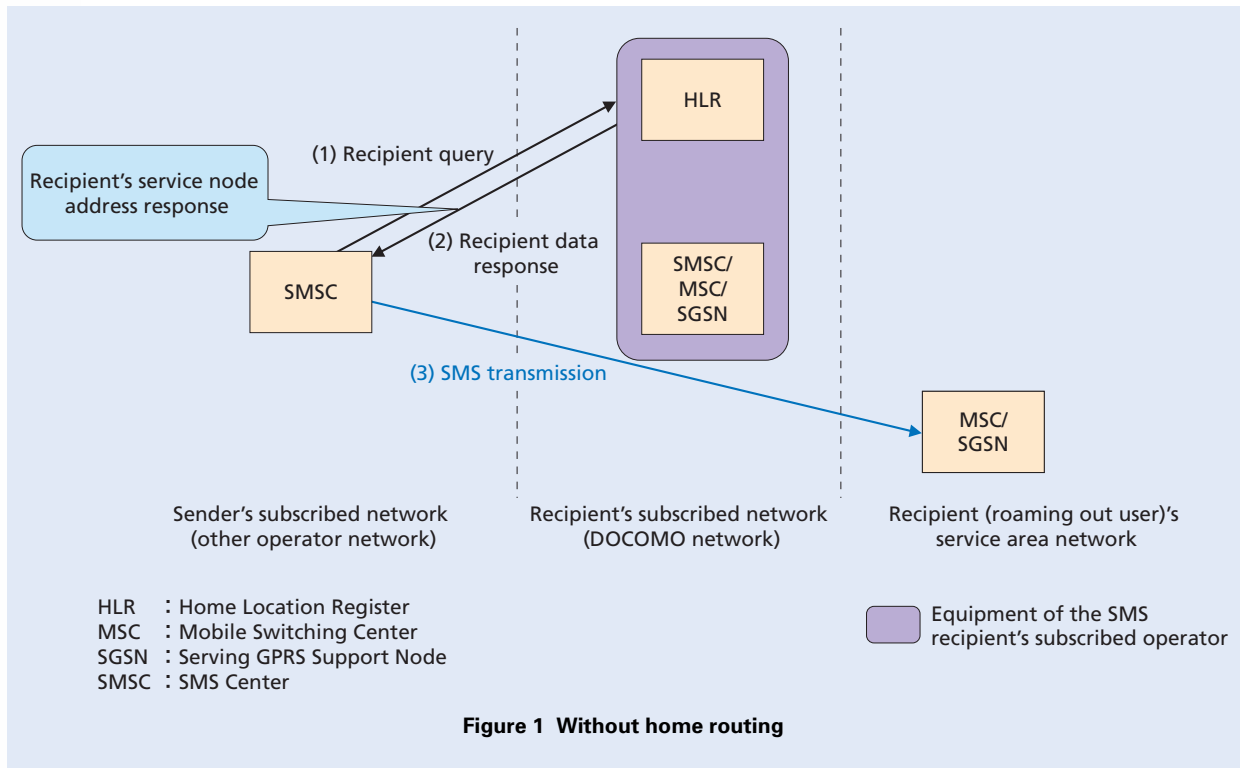 HLR
(1) Recipient query
Recipient's service node
address response
(2) Recipient data
response
SMSC
SMSC/
MSC/
SGSN
(3) SMS transmission
MSC/
SGSN
Sender's subscribed network
(other operator network)
Recipient's subscribed network
(DOCOMO network)
Recipient (roaming out user)'s
service area network
HLR : Home Location Register
MSC : Mobile Switching Center
SGSN : Serving GPRS Support Node
SMSC : SMS Center
Equipment of the SMS
recipient's subscribed operator
Figure 1 Without home routing